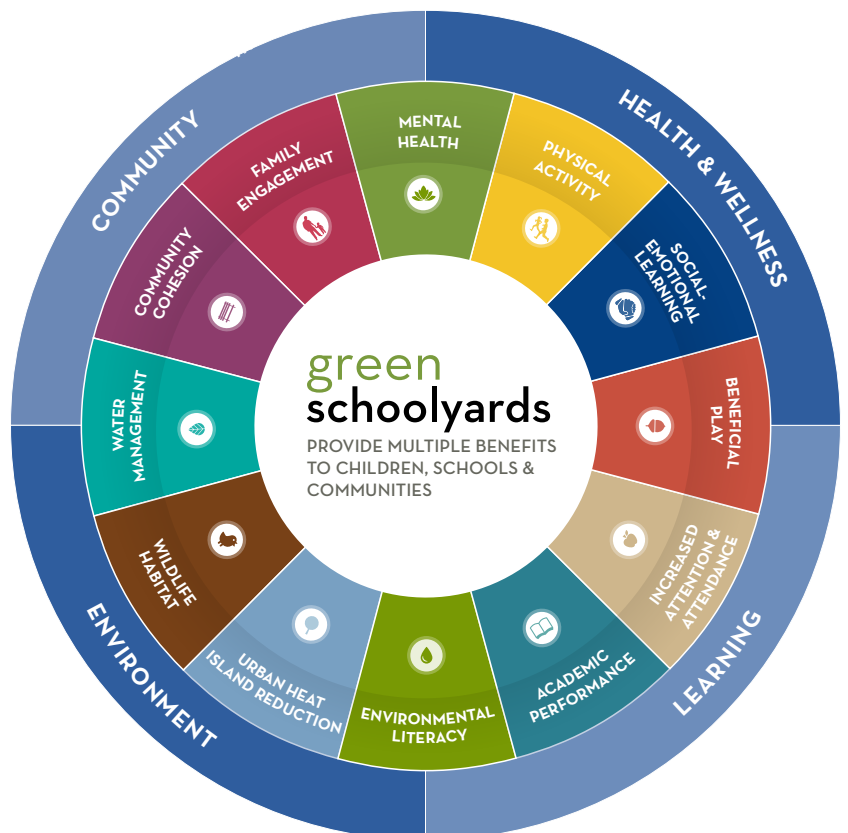 green
schoolyards
PROVIDE MULTIPLE BENEFITS
TO CHILDREN, SCHOOLS &
COMMUNITIES
HEALTH & WELLNESS
LEARNING
ENVIRONMENT
COMMUNITY
MENTAL
HEALTH
PHYSICAL
ACTIVITY
SOCIAL-
EMOTIONAL
LEARNING
BENEFICIAL
PLAY
INCREASED
ATTENTION &
ATTENDANCE
ACADEMIC
PERFORMANCE
ENVIRONMENTAL
LITERACY
URBAN HEAT
ISLAND REDUCTION
WILDLIFE
HABITAT
WATER
MANAGEMENT
COMMUNITY
COHESION
FAMILY
ENGAGEMENT